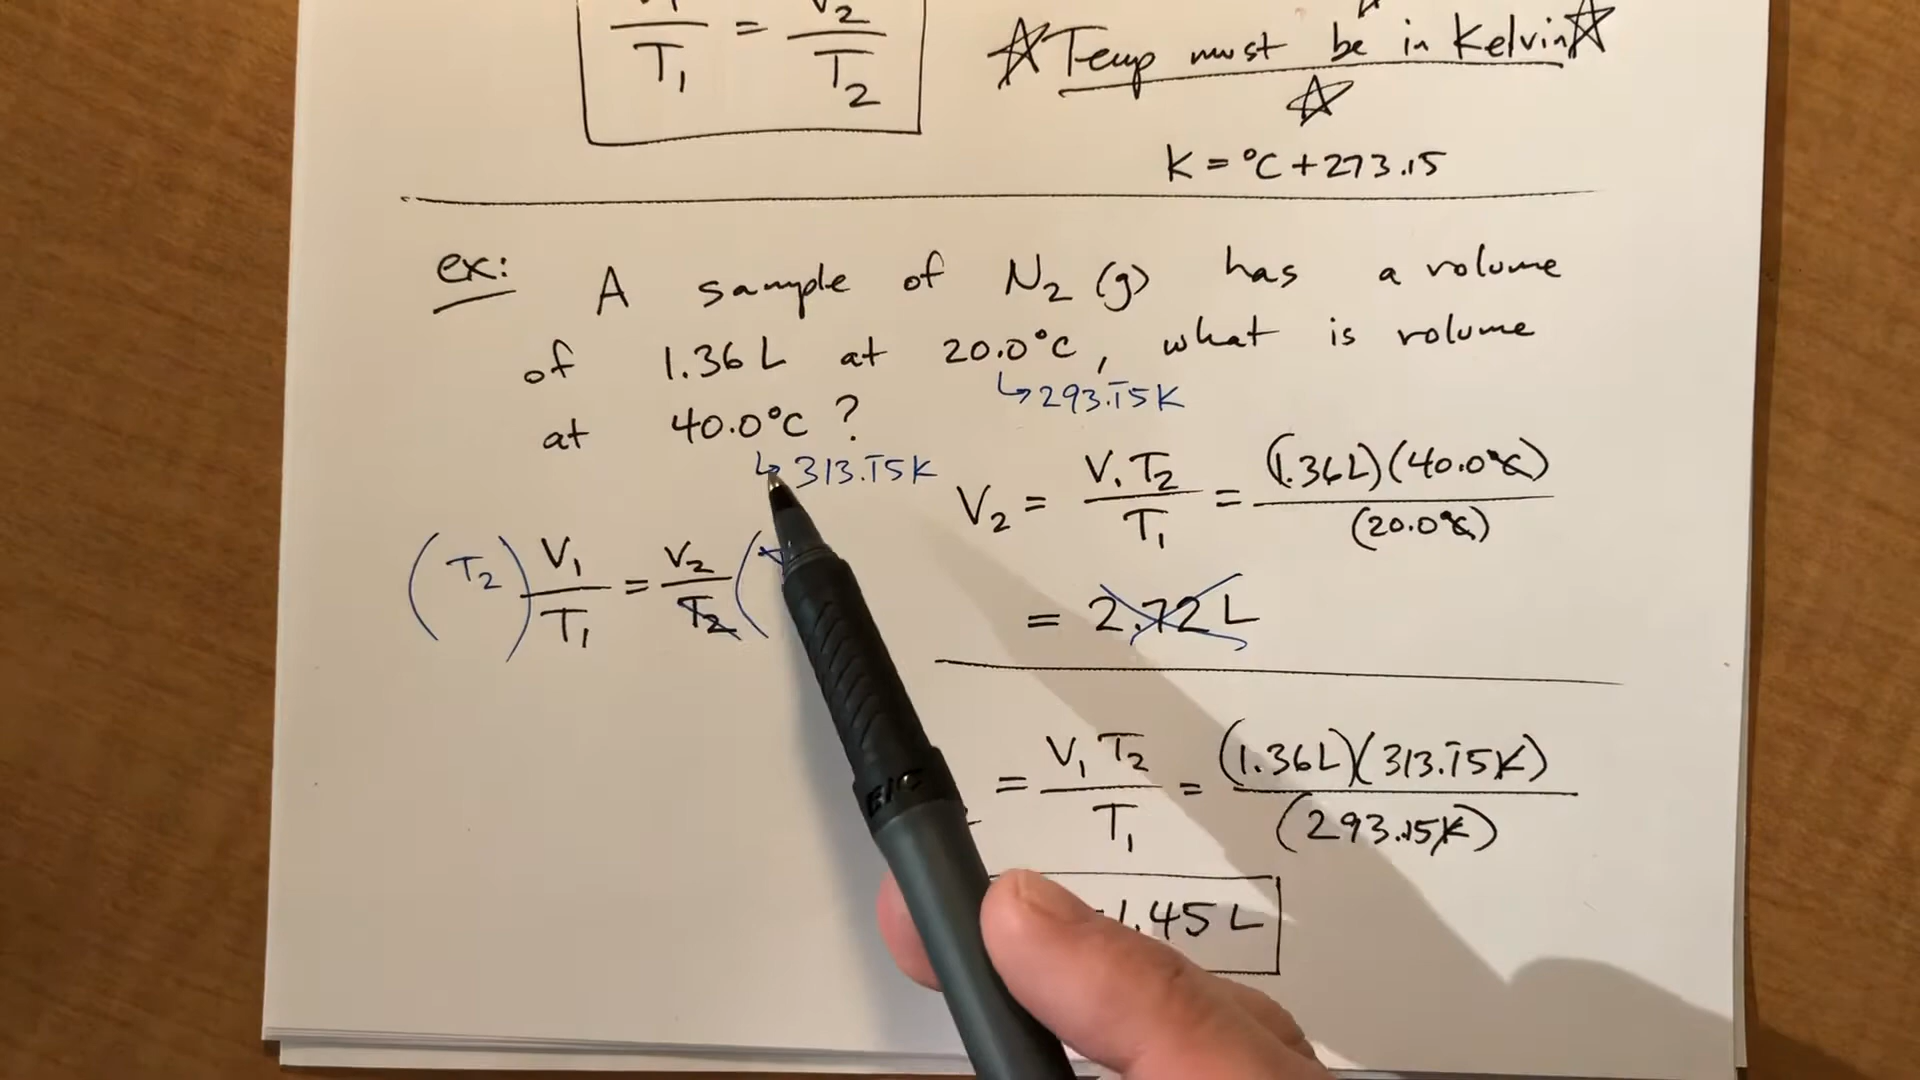 V1/T1 = V2/T2
☆Temp must be in Kelvin☆
☆
K = °C + 273.15
ex: A sample of N2 (g) has a volume
of 1.36 L at 20.0°C, what is volume
↳ 293.15K
at 40.0°C ?
↳ 313.15K
V2 = V1T2/T1 = (1.36L)(40.0°C)/(20.0°C)
(T2) V1/T1 = V2/T2 (
= 2.72 L
= V1 T2/T1 = (1.36L)(313.15K)/(293.15K)
1.45 L
BIC